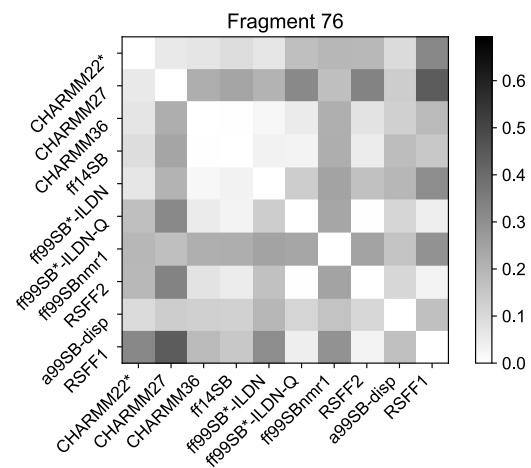 Fragment 76
CHARMM22*
CHARMM27
CHARMM36
ff14SB
ff99SB*-ILDN
ff99SB*-ILDN-Q
ff99SBnmr1
RSFF2
a99SB-disp
RSFF1
0.6
0.5
0.4
0.3
0.2
0.1
0.0
CHARMM22*
CHARMM27
CHARMM36
ff14SB
ff99SB*-ILDN
ff99SB*-ILDN-Q
ff99SBnmr1
RSFF2
a99SB-disp
RSFF1